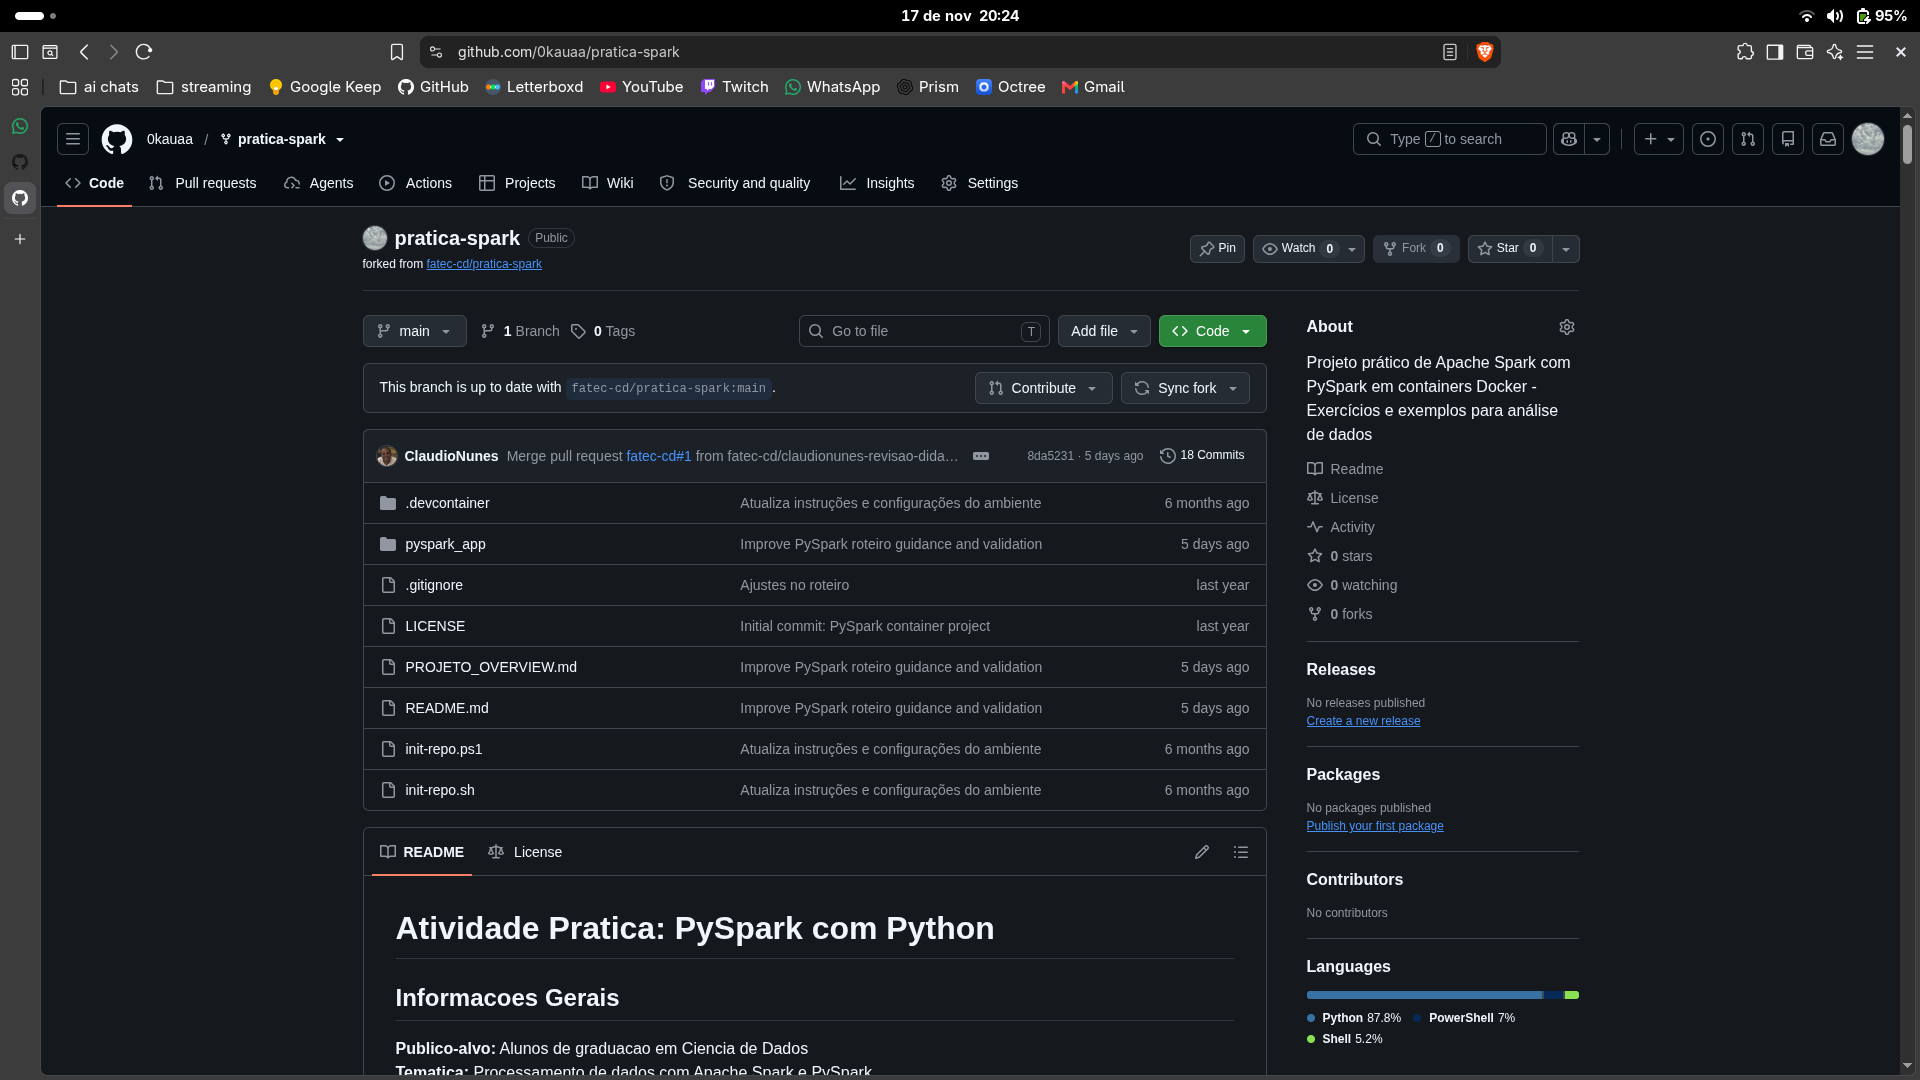 17 de nov 20:24
95%
github.com/0kauaa/pratica-spark
ai chats
streaming
Google Keep
GitHub
Letterboxd
YouTube
Twitch
WhatsApp
Prism
Octree
Gmail
0kauaa / pratica-spark
Type / to search
Code
Pull requests
Agents
Actions
Projects
Wiki
Security and quality
Insights
Settings
pratica-spark Public
forked from fatec-cd/pratica-spark
Pin
Watch 0
Fork 0
Star 0
main
1 Branch
0 Tags
Go to file T
Add file
Code
This branch is up to date with fatec-cd/pratica-spark:main.
Contribute
Sync fork
ClaudioNunes Merge pull request fatec-cd#1 from fatec-cd/claudionunes-revisao-dida… 8da5231 · 5 days ago 18 Commits
.devcontainer Atualiza instruções e configurações do ambiente 6 months ago
pyspark_app Improve PySpark roteiro guidance and validation 5 days ago
.gitignore Ajustes no roteiro last year
LICENSE Initial commit: PySpark container project last year
PROJETO_OVERVIEW.md Improve PySpark roteiro guidance and validation 5 days ago
README.md Improve PySpark roteiro guidance and validation 5 days ago
init-repo.ps1 Atualiza instruções e configurações do ambiente 6 months ago
init-repo.sh Atualiza instruções e configurações do ambiente 6 months ago
README
License
Atividade Pratica: PySpark com Python
Informacoes Gerais
Publico-alvo: Alunos de graduacao em Ciencia de Dados
Tematica: Processamento de dados com Apache Spark e PySpark
About
Projeto prático de Apache Spark com
PySpark em containers Docker -
Exercícios e exemplos para análise
de dados
Readme
License
Activity
0 stars
0 watching
0 forks
Releases
No releases published
Create a new release
Packages
No packages published
Publish your first package
Contributors
No contributors
Languages
Python 87.8%
PowerShell 7%
Shell 5.2%